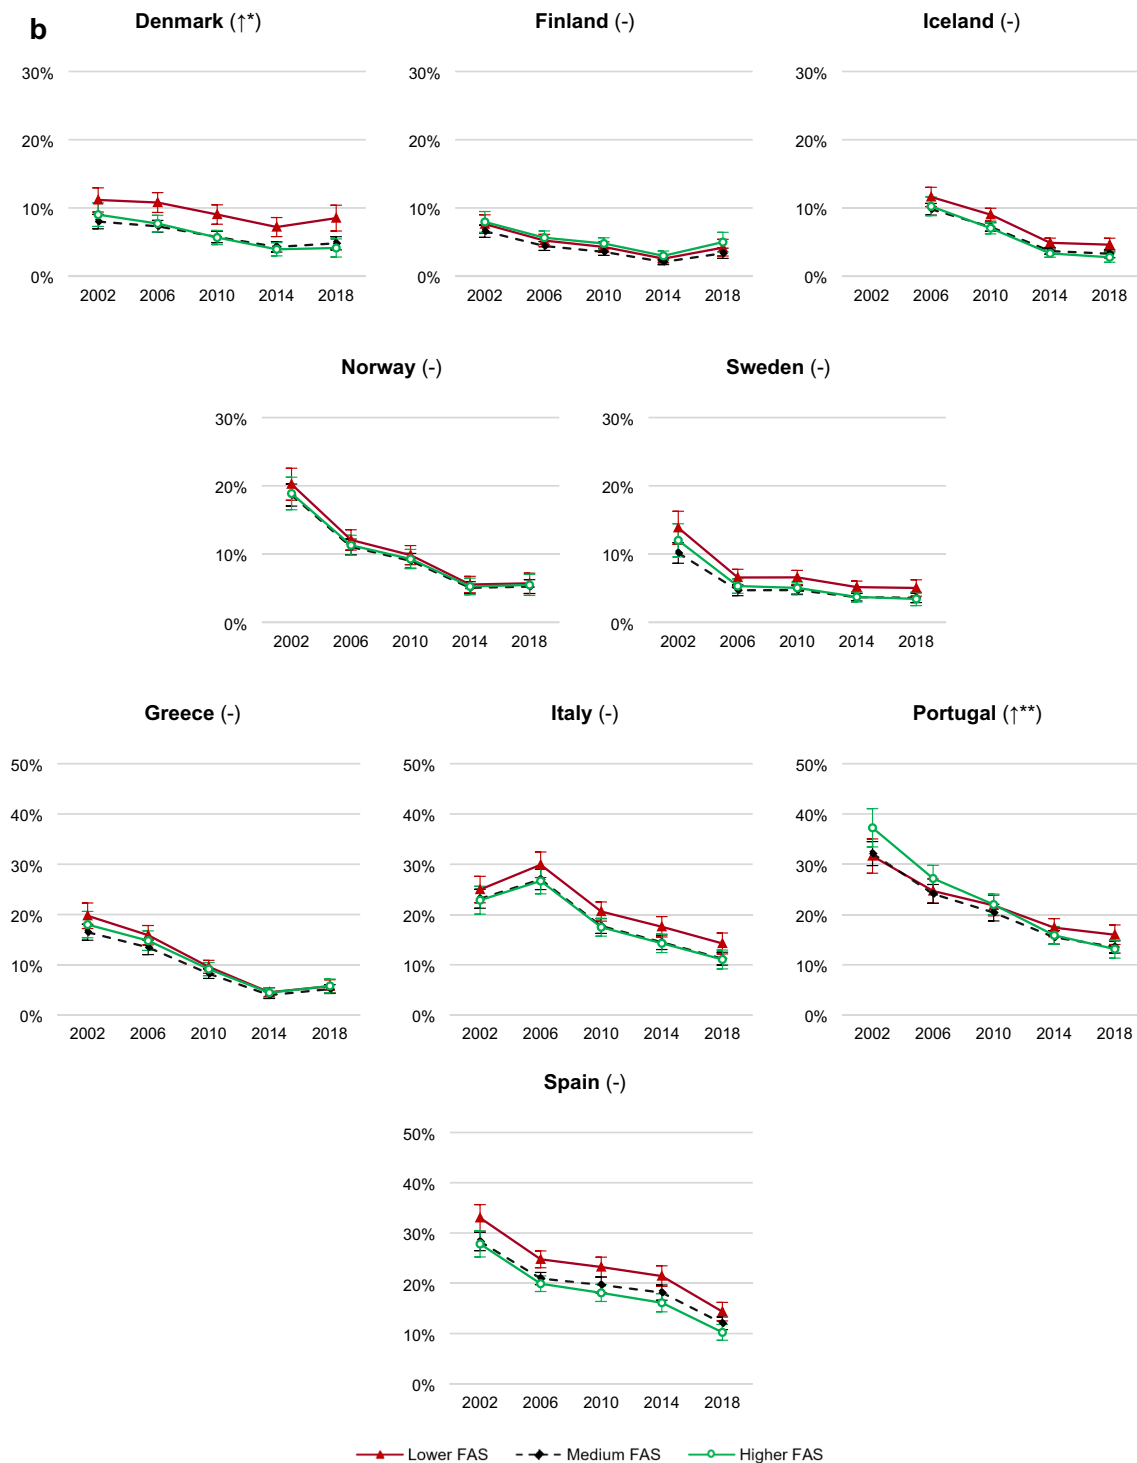 b
Denmark (↑*)
Finland (-)
Iceland (-)
30%
20%
10%
0%
2002 2006 2010 2014 2018
30%
20%
10%
0%
2002 2006 2010 2014 2018
30%
20%
10%
0%
2002 2006 2010 2014 2018
Norway (-)
Sweden (-)
30%
20%
10%
0%
2002 2006 2010 2014 2018
30%
20%
10%
0%
2002 2006 2010 2014 2018
Greece (-)
Italy (-)
Portugal (↑**)
50%
40%
30%
20%
10%
0%
2002 2006 2010 2014 2018
50%
40%
30%
20%
10%
0%
2002 2006 2010 2014 2018
50%
40%
30%
20%
10%
0%
2002 2006 2010 2014 2018
Spain (-)
50%
40%
30%
20%
10%
0%
2002 2006 2010 2014 2018
Lower FAS Medium FAS Higher FAS